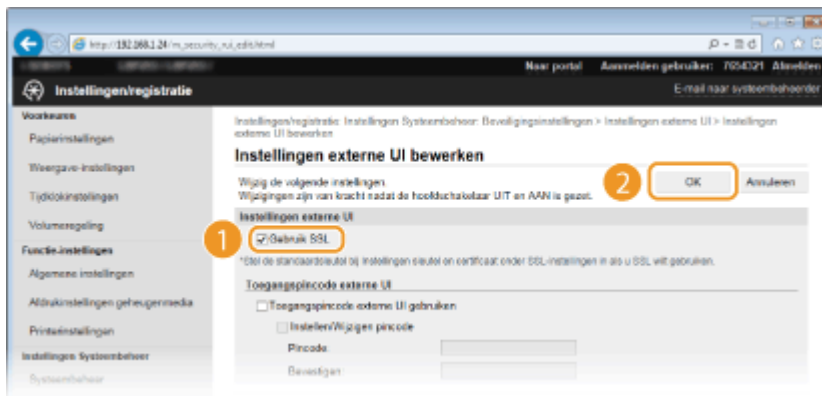 http://192.168.1.24/m_security_rui_edit.html
Naar portal Aanmelden gebruiker: 7654321 Afmelden
Instellingen/registratie
E-mail naar systeembeheerder
Voorkeuren
Papierinstellingen
Weergave-instellingen
Tijdklokinstellingen
Volumeregeling
Functie-instellingen
Algemene instellingen
Afdrukinstellingen geheugenmedia
Printerinstellingen
Instellingen Systeembeheer
Systeembeheer
Instellingen/registratie: Instellingen Systeembeheer: Beveiligingsinstellingen > Instellingen externe UI > Instellingen
externe UI bewerken
Instellingen externe UI bewerken
Wijzig de volgende instellingen.
Wijzigingen zijn van kracht nadat de hoofdschakelaar UIT en AAN is gezet.
2
OK
Annuleren
Instellingen externe UI
1
Gebruik SSL
*Stel de standaardsleutel bij Instellingen sleutel en certificaat onder SSL-instellingen in als u SSL wilt gebruiken.
Toegangspincode externe UI
Toegangspincode externe UI gebruiken
Instellen/Wijzigen pincode
Pincode:
Bevestigen: